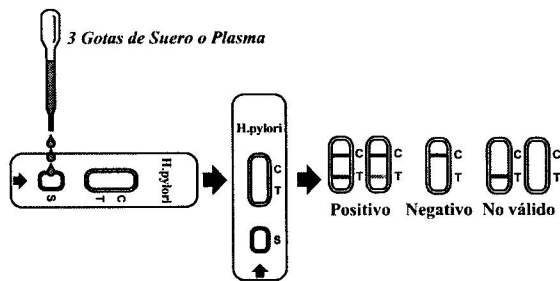 3 Gotas de Suero o Plasma
S
C
T
H.pylori
H.pylori
C
T
S
C
T
C
T
C
T
Positivo
Negativo
No válido